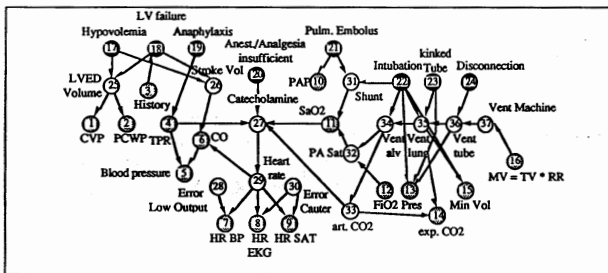 LV failure
Hypovolemia
Anaphylaxis
Pulm. Embolus
Anest./Analgesia
insufficient
Intubation
kinked
Tube
Disconnection
17
18
19
21
22
23
24
Stroke Vol
20
PAP
10
31
Shunt
LVED
Volume
25
26
3
History
Catecholamine
SaO2
Vent Machine
1
2
4
TPR
6
CO
27
11
34
35
36
37
CVP
PCWP
PA Sat
32
Vent
alv
Vent
lung
Vent
tube
16
MV = TV * RR
Blood pressure
5
Heart
rate
29
Error
Low Output
28
30
Error
Cauter
12
13
15
FiO2
Pres
Min Vol
7
8
9
33
14
HR BP
HR
EKG
HR SAT
art. CO2
exp. CO2